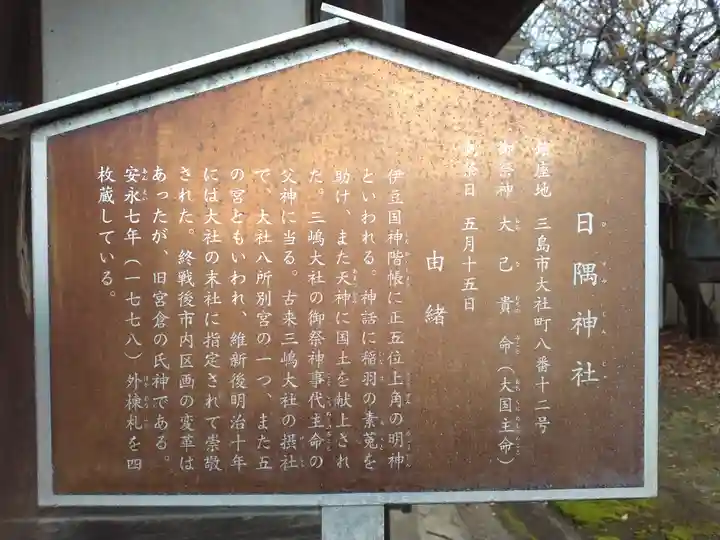 日隅神社
鎮座地 三島市大社町八番十二号
御祭神 大己貴命(大国主命)
例祭日 五月十五日
由緒
伊豆国神階帳に正五位上角の明神
といわれる。神話に稲羽の素菟を
助け、また天神に国土を献上され
た。三嶋大社の御祭神事代主命の
父神に当る。古来三嶋大社の摂社
で、大社八所別宮の一つ、また五
の宮ともいわれ、維新後明治十年
には大社の末社に指定されて崇敬
された。終戦後市内区画の変革は
あったが、旧宮倉の氏神である。
安永七年(一七七八)外棟札を四
枚蔵している。